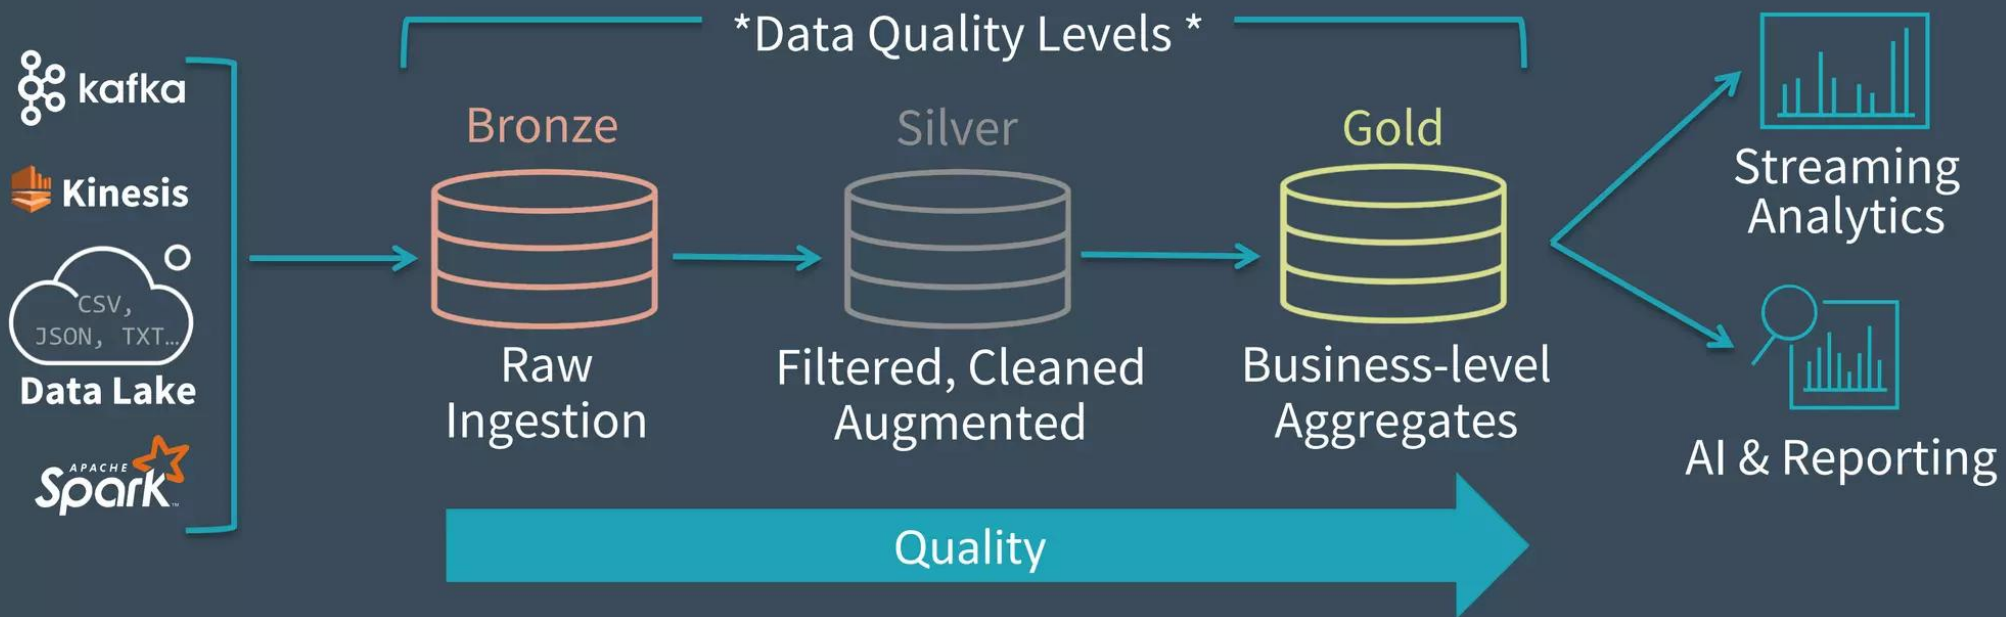 *Data Quality Levels *
kafka
Kinesis
CSV,
JSON, TXT...
Data Lake
APACHE
Spark™
Bronze
Raw
Ingestion
Silver
Filtered, Cleaned
Augmented
Gold
Business-level
Aggregates
Streaming
Analytics
AI & Reporting
Quality